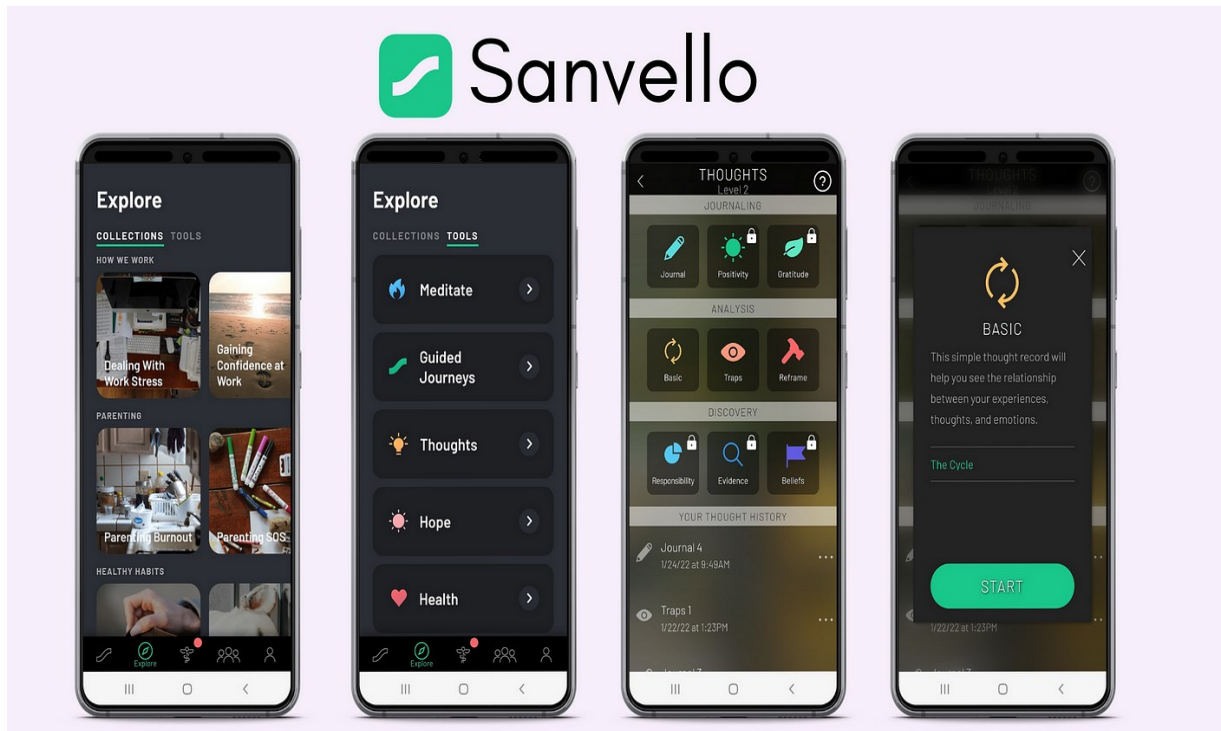 Sanvello
Explore
COLLECTIONS TOOLS
HOW WE WORK
Dealing With
Work Stress
Gaining
Confidence at
Work
PARENTING
Parenting Burnout
Parenting SOS
HEALTHY HABITS
Explore
Explore
COLLECTIONS TOOLS
Meditate
Guided
Journeys
Thoughts
Hope
Health
Explore
THOUGHTS
Level 2
JOURNALING
Journal
Positivity
Gratitude
ANALYSIS
Basic
Traps
Reframe
DISCOVERY
Responsibility
Evidence
Beliefs
YOUR THOUGHT HISTORY
Journal 4
1/24/22 at 9:49AM
Traps 1
1/22/22 at 1:23PM
THOUGHTS
JOURNALING
BASIC
This simple thought record will
help you see the relationship
between your experiences,
thoughts, and emotions.
The Cycle
START
1/22/22 at 1:23PM